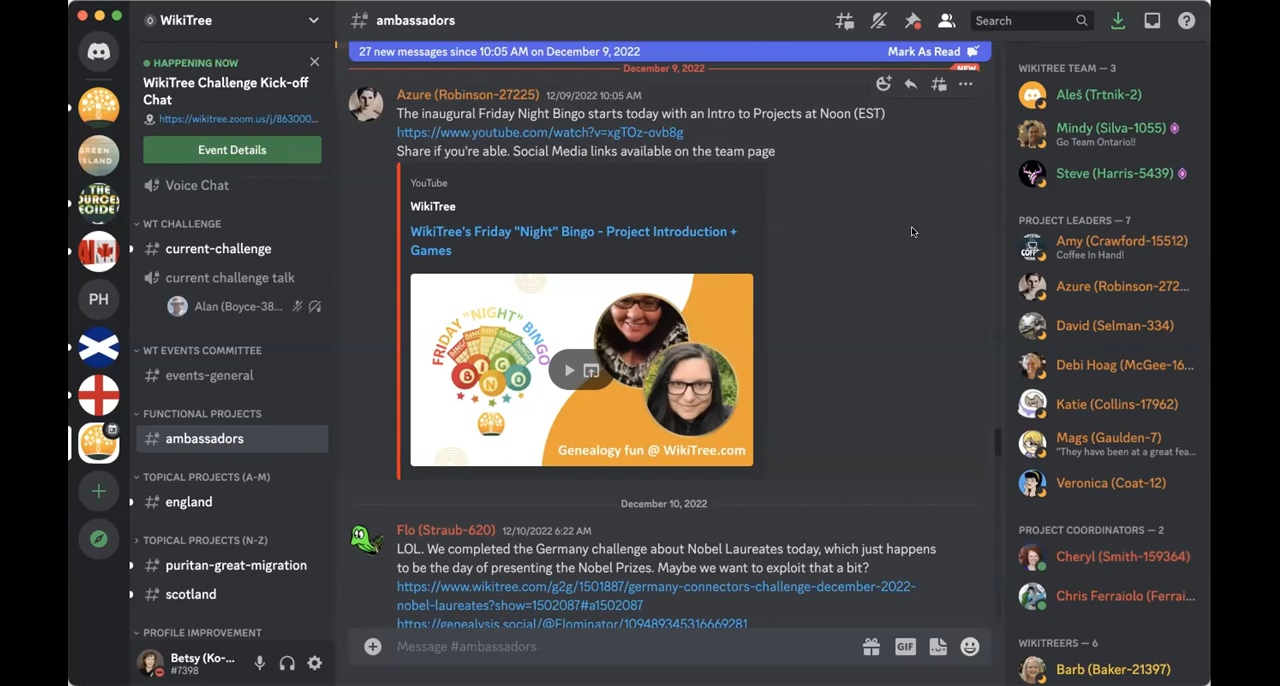 WikiTree
ambassadors
Search
HAPPENING NOW
WikiTree Challenge Kick-off
Chat
https://wikitree.zoom.us/j/863000...
Event Details
Voice Chat
WT CHALLENGE
current-challenge
current challenge talk
Alan (Boyce-38...
WT EVENTS COMMITTEE
events-general
FUNCTIONAL PROJECTS
ambassadors
TOPICAL PROJECTS (A-M)
england
TOPICAL PROJECTS (N-Z)
puritan-great-migration
scotland
PROFILE IMPROVEMENT
Betsy (Ko-...
#7398
GREEN
ISLAND
PH
27 new messages since 10:05 AM on December 9, 2022
Mark As Read
December 9, 2022
NEW
Azure (Robinson-27225) 12/09/2022 10:05 AM
The inaugural Friday Night Bingo starts today with an Intro to Projects at Noon (EST)
https://www.youtube.com/watch?v=xgTOz-ovb8g
Share if you're able. Social Media links available on the team page
YouTube
WikiTree
WikiTree's Friday "Night" Bingo - Project Introduction +
Games
FRIDAY "NIGHT" BINGO
BINGO
Genealogy fun @ WikiTree.com
December 10, 2022
Flo (Straub-620) 12/10/2022 6:22 AM
LOL. We completed the Germany challenge about Nobel Laureates today, which just happens
to be the day of presenting the Nobel Prizes. Maybe we want to exploit that a bit?
https://www.wikitree.com/g2g/1501887/germany-connectors-challenge-december-2022-
nobel-laureates?show=1502087#a1502087
https://genealysis.social/@Flominator/109489345316669281
Message #ambassadors
GIF
WIKITREE TEAM — 3
Aleš (Trtnik-2)
Mindy (Silva-1055)
Go Team Ontario!!
Steve (Harris-5439)
PROJECT LEADERS — 7
Amy (Crawford-15512)
Coffee In Hand!
Azure (Robinson-272...
David (Selman-334)
Debi Hoag (McGee-16...
Katie (Collins-17962)
Mags (Gaulden-7)
"They have been at a great fea...
Veronica (Coat-12)
PROJECT COORDINATORS — 2
Cheryl (Smith-159364)
Chris Ferraiolo (Ferrai...
WIKITREERS — 6
Barb (Baker-21397)